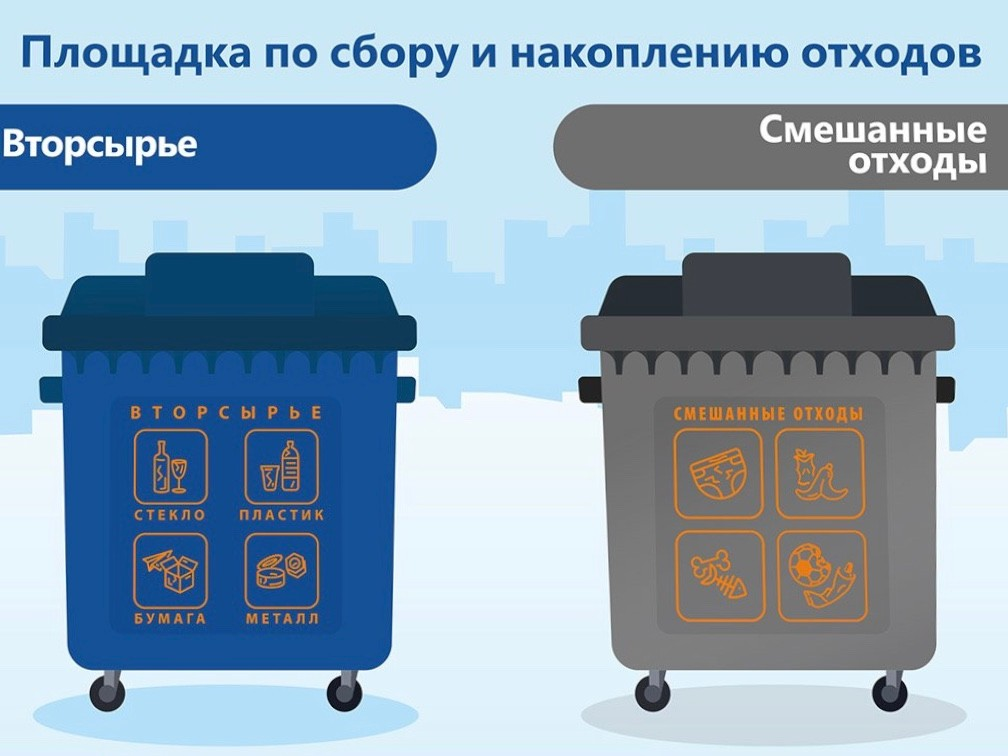 Площадка по сбору и накоплению отходов
Вторсырье
Смешанные
отходы
ВТОРСЫРЬЕ
СТЕКЛО ПЛАСТИК
БУМАГА МЕТАЛЛ
СМЕШАННЫЕ ОТХОДЫ